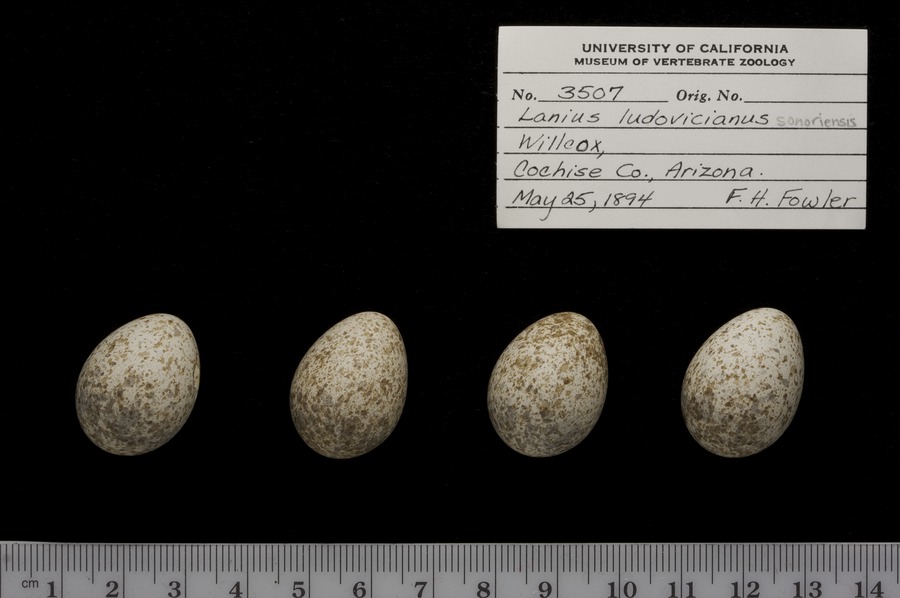 UNIVERSITY OF CALIFORNIA
MUSEUM OF VERTEBRATE ZOOLOGY
No. 3507 Orig. No.
Lanius ludovicianus sonoriensis
Willcox,
Cochise Co., Arizona.
May 25, 1894 F. H. Fowler
cm 1 2 3 4 5 6 7 8 9 10 11 12 13 14